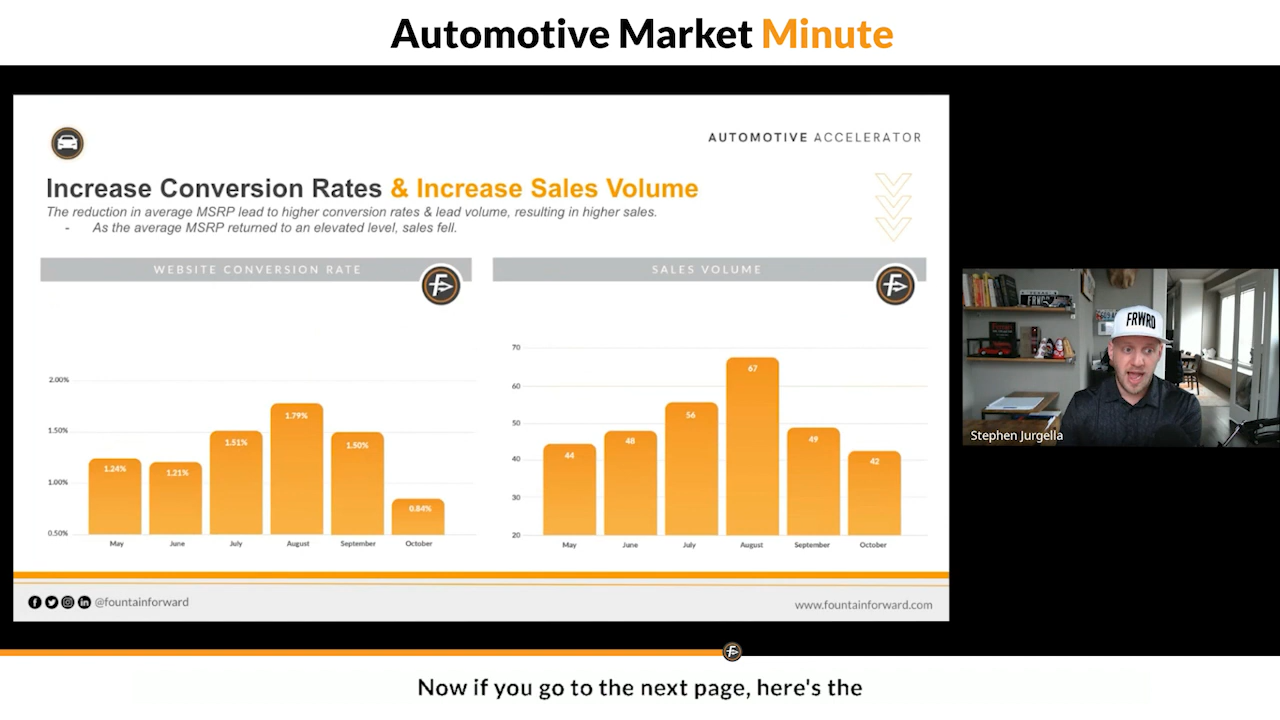 Automotive Market Minute
AUTOMOTIVE ACCELERATOR
Increase Conversion Rates & Increase Sales Volume
The reduction in average MSRP lead to higher conversion rates & lead volume, resulting in higher sales.
- As the average MSRP returned to an elevated level, sales fell.
WEBSITE CONVERSION RATE
2.00%
1.50%
1.00%
0.50%
1.24%
1.21%
1.51%
1.79%
1.50%
0.84%
May June July August September October
SALES VOLUME
70
60
50
40
30
20
44
48
56
67
49
42
May June July August September October
@fountainforward
www.fountainforward.com
FRWRD
Stephen Jurgella
Now if you go to the next page, here's the